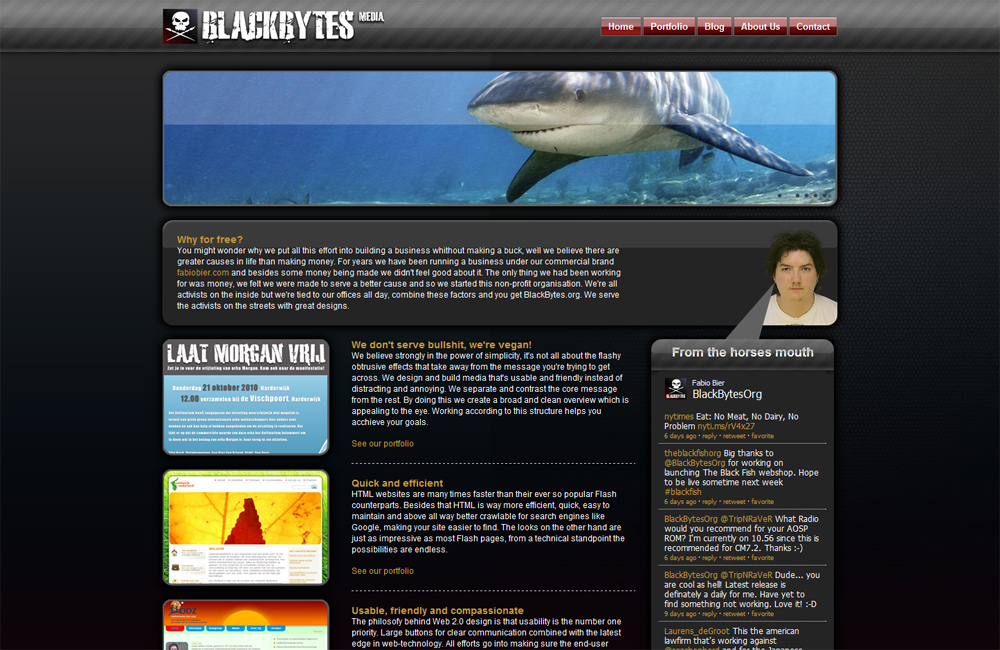 BLACKBYTES MEDIA
Home Portfolio Blog About Us Contact
Why for free?
You might wonder why we put all this effort into building a business whithout making a buck, well we believe there are
greater causes in life than making money. For years we have been running a business under our commercial brand
fabiobier.com and besides some money being made we didn't feel good about it. The only thing we had been working
for was money, we felt we were made to serve a better cause and so we started this non-profit organisation. We're all
activists on the inside but we're tied to our offices all day, combine these factors and you get BlackBytes.org. We serve
the activists on the streets with great designs.
LAAT MORGAN VRIJ
Zet je in voor de vrijlating van orka Morgan. Kom ook naar de manifestatie!
Donderdag 21 oktober 2010, Harderwijk
12.00 verzamelen bij de Vischpoort, Harderwijk
We don't serve bullshit, we're vegan!
We believe strongly in the power of simplicity, it's not all about the flashy
obtrusive effects that take away from the message you're trying to get
across. We design and build media that's usable and friendly instead of
distracting and annoying. We separate and contrast the core message
from the rest. By doing this we create a broad and clean overview which is
appealing to the eye. Working according to this structure helps you
acchieve your goals.
See our portfolio
Quick and efficient
HTML websites are many times faster than their ever so popular Flash
counterparts. Besides that HTML is way more efficient, quick, easy to
maintain and above all way better crawlable for search engines like
Google, making your site easier to find. The looks on the other hand are
just as impressive as most Flash pages, from a technical standpoint the
possibilities are endless.
See our portfolio
Usable, friendly and compassionate
The philosofy behind Web 2.0 design is that usability is the number one
priority. Large buttons for clear communication combined with the latest
edge in web-technology. All efforts go into making sure the end-user
From the horses mouth
Fabio Bier
BlackBytesOrg
nytimes Eat: No Meat, No Dairy, No
Problem nyti.ms/rV4x27
6 days ago · reply · retweet · favorite
theblackfishorg Big thanks to
@BlackBytesOrg for working on
launching The Black Fish webshop. Hope
to be live sometime next week
#blackfish
6 days ago · reply · retweet · favorite
BlackBytesOrg @TripNRaVeR What Radio
would you recommend for your AOSP
ROM? I'm currently on 10.56 since this is
recommended for CM7.2. Thanks :-)
6 days ago · reply · retweet · favorite
BlackBytesOrg @TripNRaVeR Dude... you
are cool as hell! Latest release is
definately a daily for me. Have yet to
find something not working. Love it! :-D
9 days ago · reply · retweet · favorite
Laurens_deGroot This the american
lawfirm that's working against